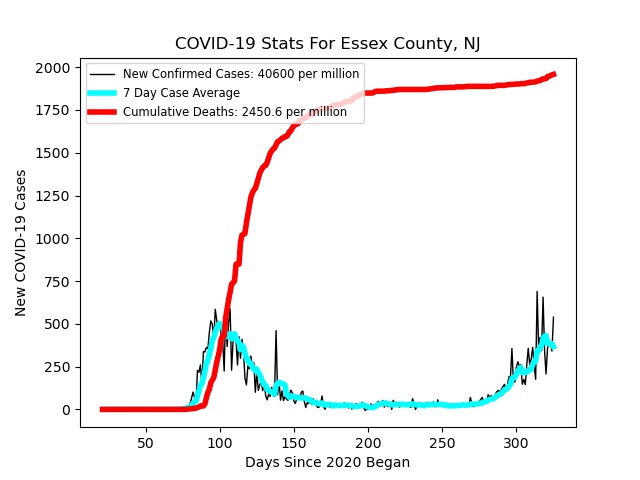 COVID-19 Stats For Essex County, NJ
New Confirmed Cases: 40600 per million
7 Day Case Average
Cumulative Deaths: 2450.6 per million
New COVID-19 Cases
2000
1750
1500
1250
1000
750
500
250
0
50
100
150
200
250
300
Days Since 2020 Began